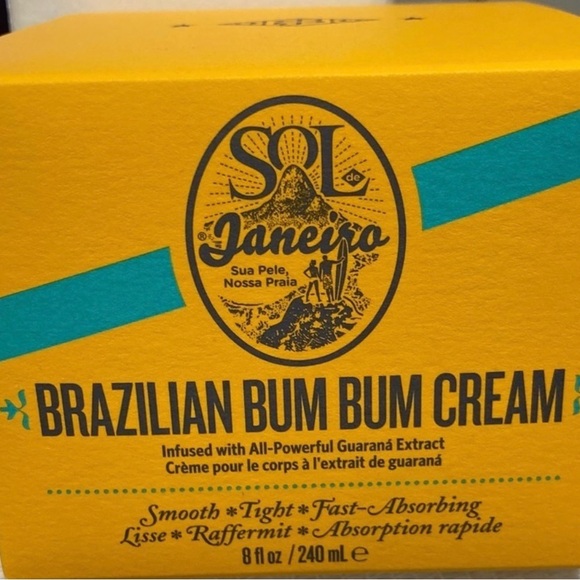 SOL de
Janeiro®
Sua Pele,
Nossa Praia
BRAZILIAN BUM BUM CREAM
Infused with All-Powerful Guaraná Extract
Crème pour le corps à l'extrait de guaraná
Smooth * Tight * Fast-Absorbing
Lisse * Raffermit * Absorption rapide
8 fl oz / 240 mL ℮